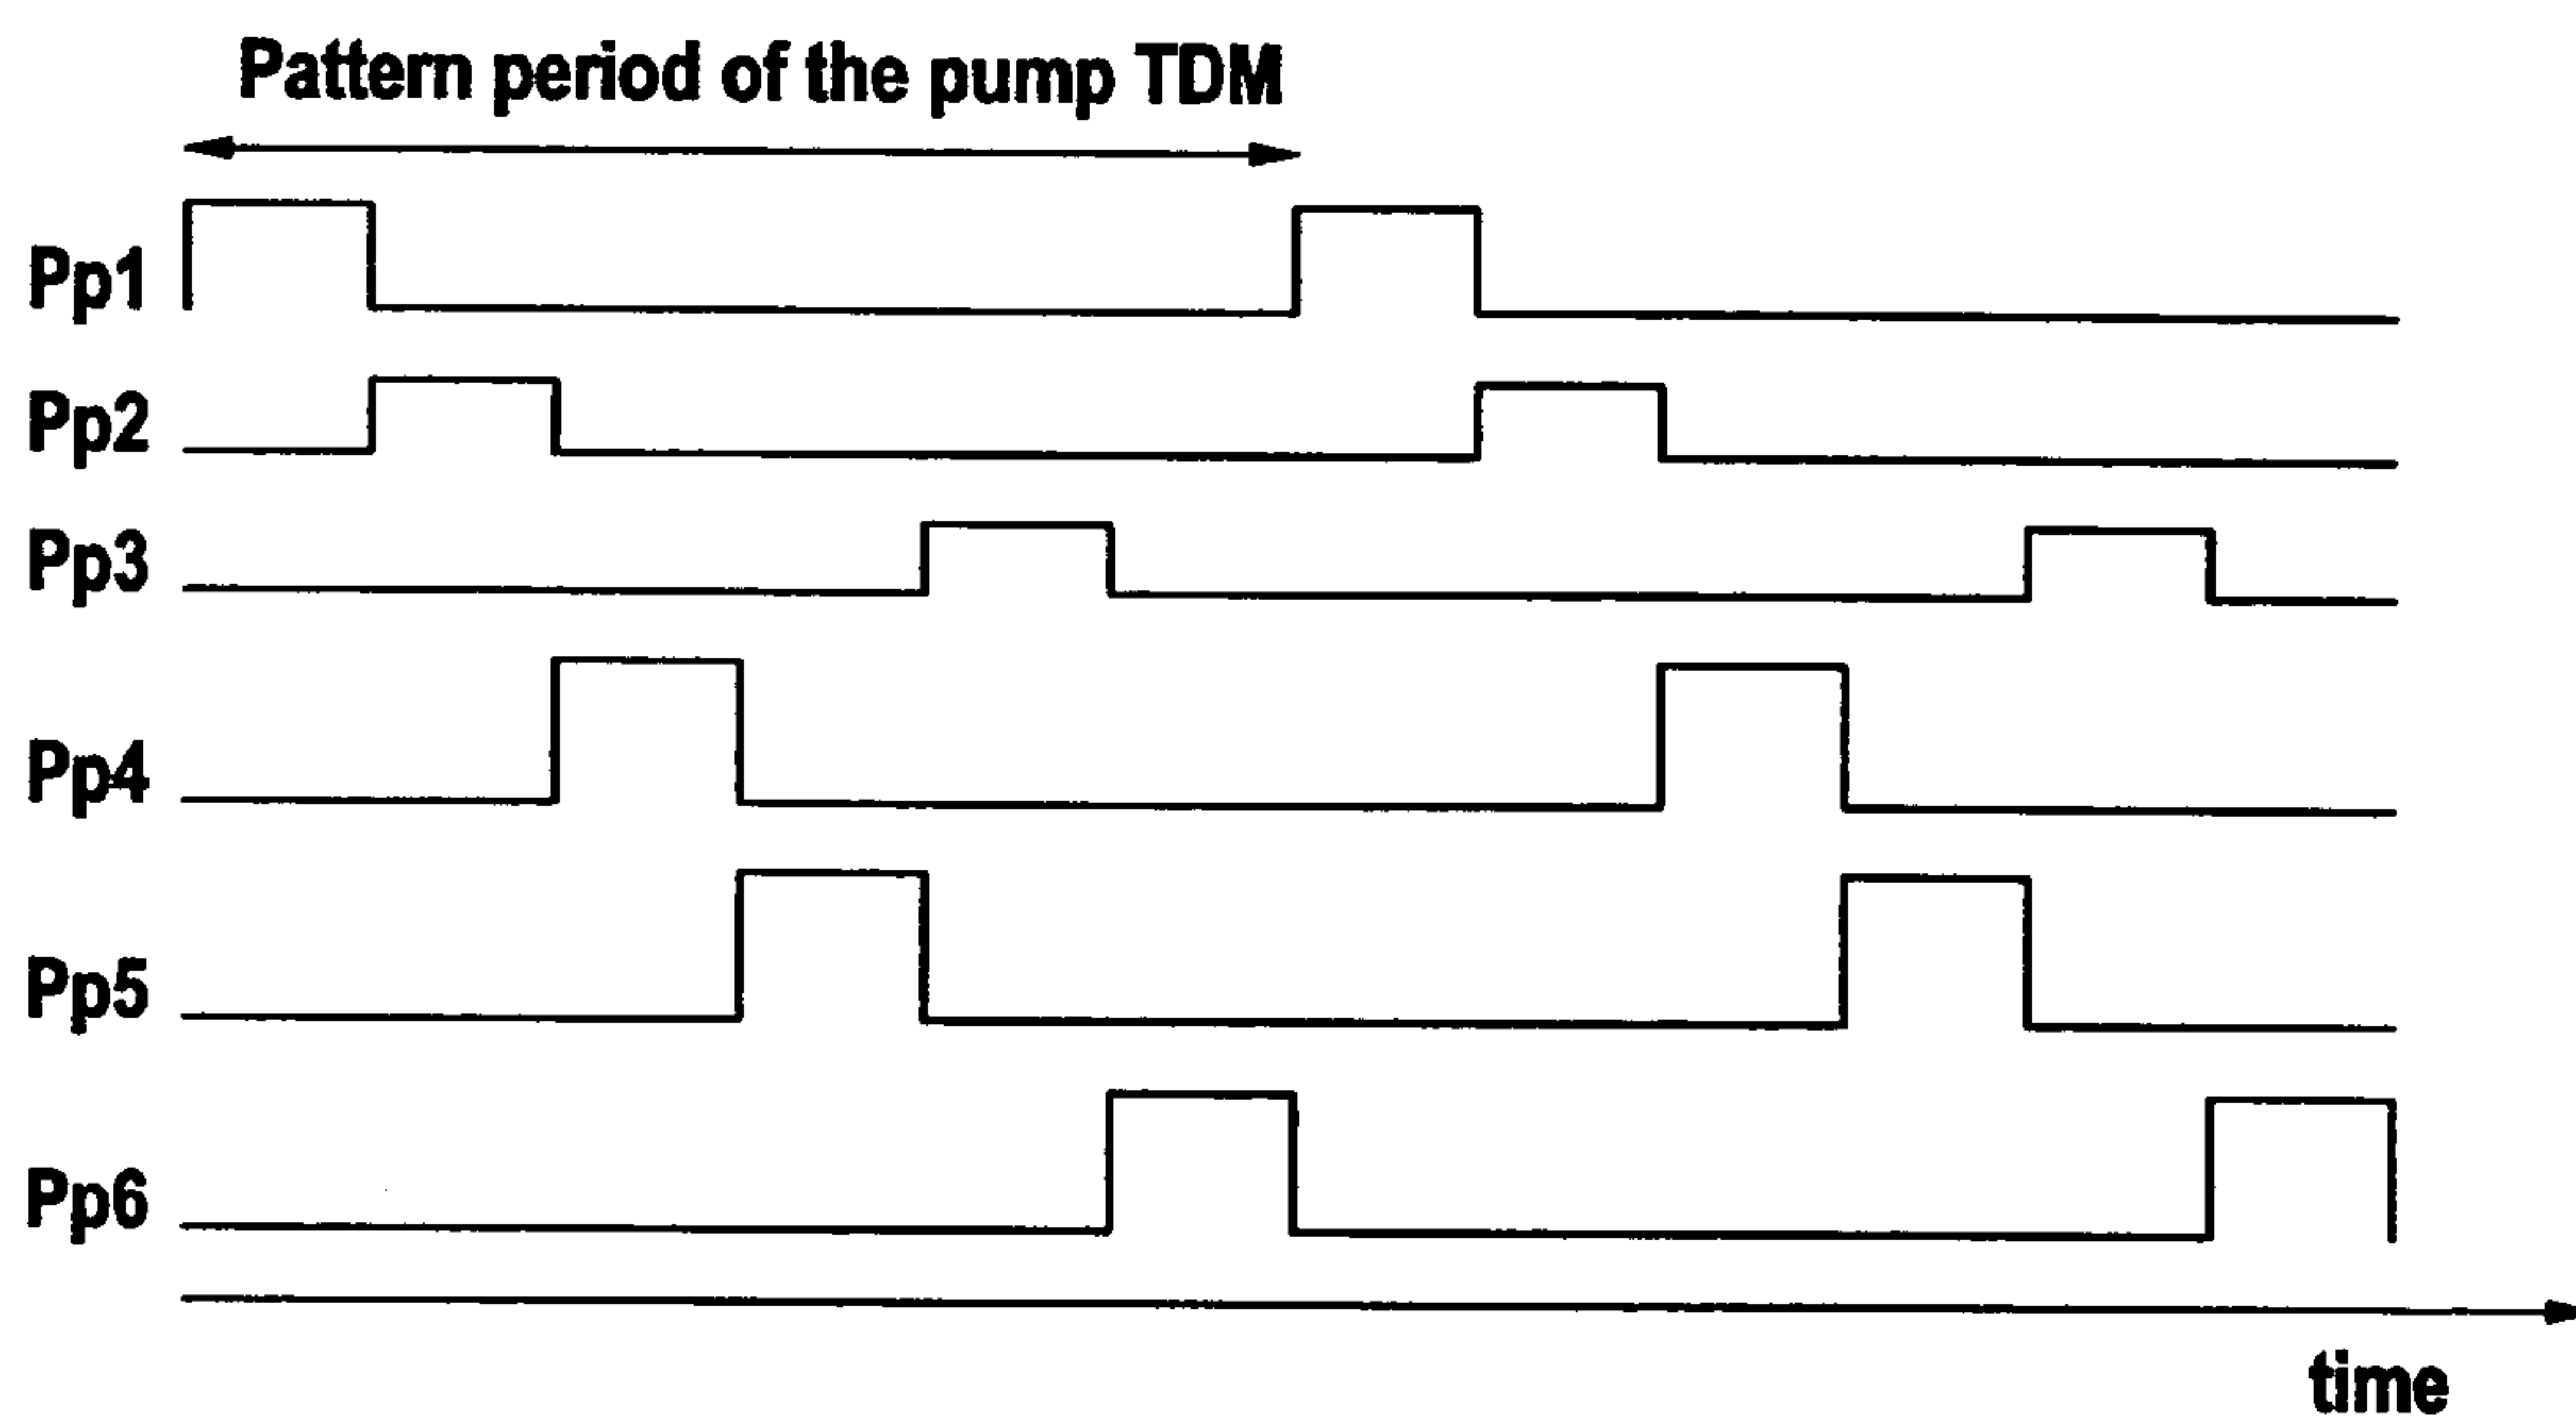 Pattern period of the pump TDM
Pp1
Pp2
Pp3
Pp4
Pp5
Pp6
time